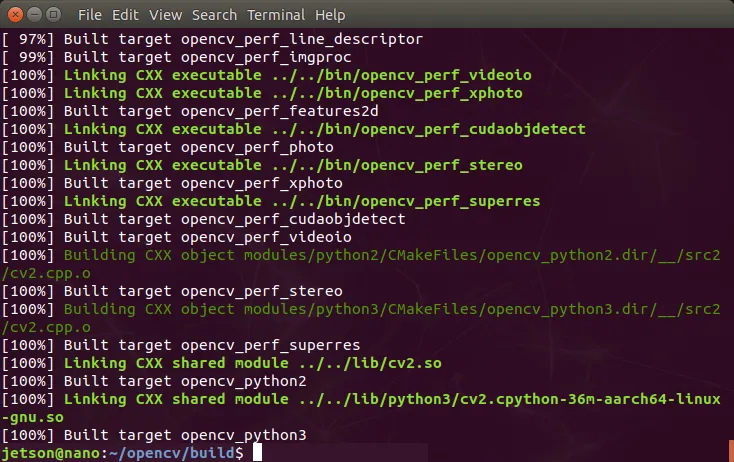 File Edit View Search Terminal Help
[ 97%] Built target opencv_perf_line_descriptor
[ 99%] Built target opencv_perf_imgproc
[100%] Linking CXX executable ../../bin/opencv_perf_videoio
[100%] Linking CXX executable ../../bin/opencv_perf_xphoto
[100%] Built target opencv_perf_features2d
[100%] Linking CXX executable ../../bin/opencv_perf_cudaobjdetect
[100%] Built target opencv_perf_photo
[100%] Linking CXX executable ../../bin/opencv_perf_stereo
[100%] Built target opencv_perf_xphoto
[100%] Linking CXX executable ../../bin/opencv_perf_superres
[100%] Built target opencv_perf_cudaobjdetect
[100%] Built target opencv_perf_videoio
[100%] Building CXX object modules/python2/CMakeFiles/opencv_python2.dir/__/src2
/cv2.cpp.o
[100%] Built target opencv_perf_stereo
[100%] Building CXX object modules/python3/CMakeFiles/opencv_python3.dir/__/src2
/cv2.cpp.o
[100%] Built target opencv_perf_superres
[100%] Linking CXX shared module ../../lib/cv2.so
[100%] Built target opencv_python2
[100%] Linking CXX shared module ../../lib/python3/cv2.cpython-36m-aarch64-linux
-gnu.so
[100%] Built target opencv_python3
jetson@nano:~/opencv/build$